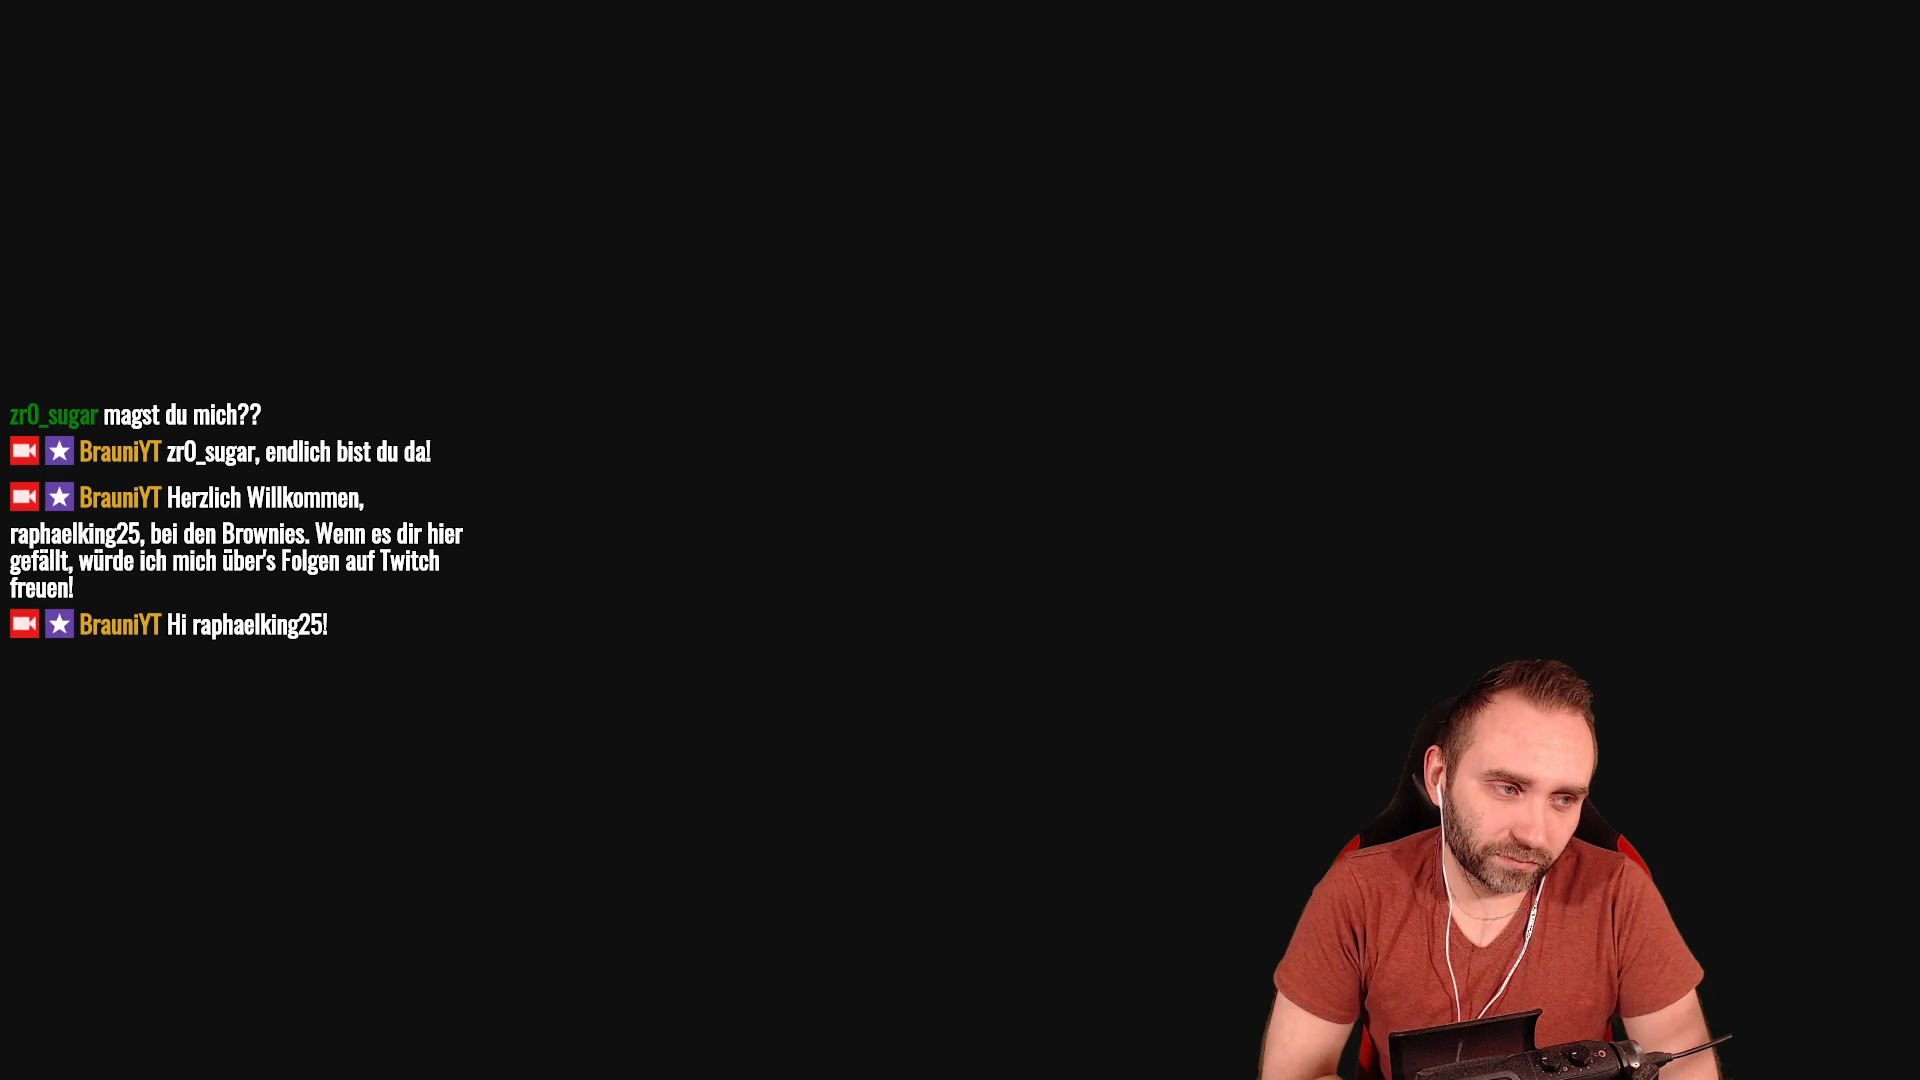 zr0_sugar magst du mich??
BrauniYT zr0_sugar, endlich bist du da!
BrauniYT Herzlich Willkommen,
raphaelking25, bei den Brownies. Wenn es dir hier
gefällt, würde ich mich über's Folgen auf Twitch
freuen!
BrauniYT Hi raphaelking25!